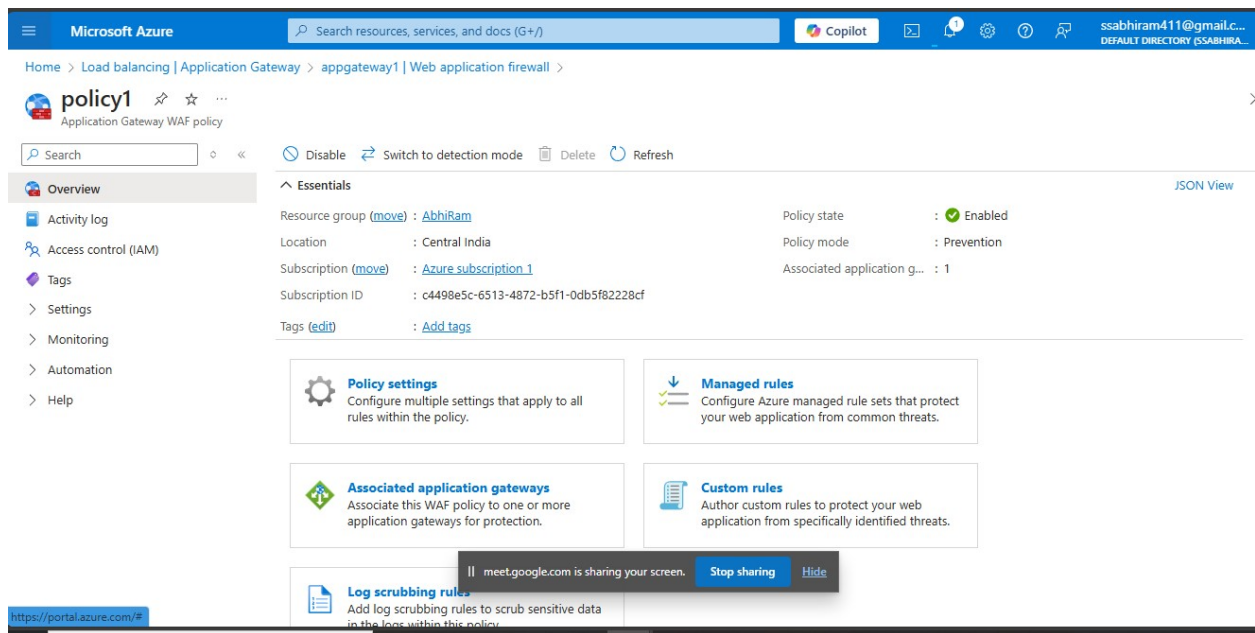 Microsoft Azure
Search resources, services, and docs (G+/)
Copilot
1
ssabhiram411@gmail.c...
DEFAULT DIRECTORY (SSABHIRA...
Home > Load balancing | Application Gateway > appgateway1 | Web application firewall >
policy1
Application Gateway WAF policy
Search
Disable
Switch to detection mode
Delete
Refresh
Overview
Activity log
Access control (IAM)
Tags
Settings
Monitoring
Automation
Help
Essentials
JSON View
Resource group (move) : AbhiRam
Location : Central India
Subscription (move) : Azure subscription 1
Subscription ID : c4498e5c-6513-4872-b5f1-0db5f82228cf
Tags (edit) : Add tags
Policy state : Enabled
Policy mode : Prevention
Associated application g... : 1
Policy settings
Configure multiple settings that apply to all
rules within the policy.
Managed rules
Configure Azure managed rule sets that protect
your web application from common threats.
Associated application gateways
Associate this WAF policy to one or more
application gateways for protection.
Custom rules
Author custom rules to protect your web
application from specifically identified threats.
meet.google.com is sharing your screen.
Stop sharing
Hide
Log scrubbing rules
Add log scrubbing rules to scrub sensitive data
in the logs within this policy.
https://portal.azure.com/#